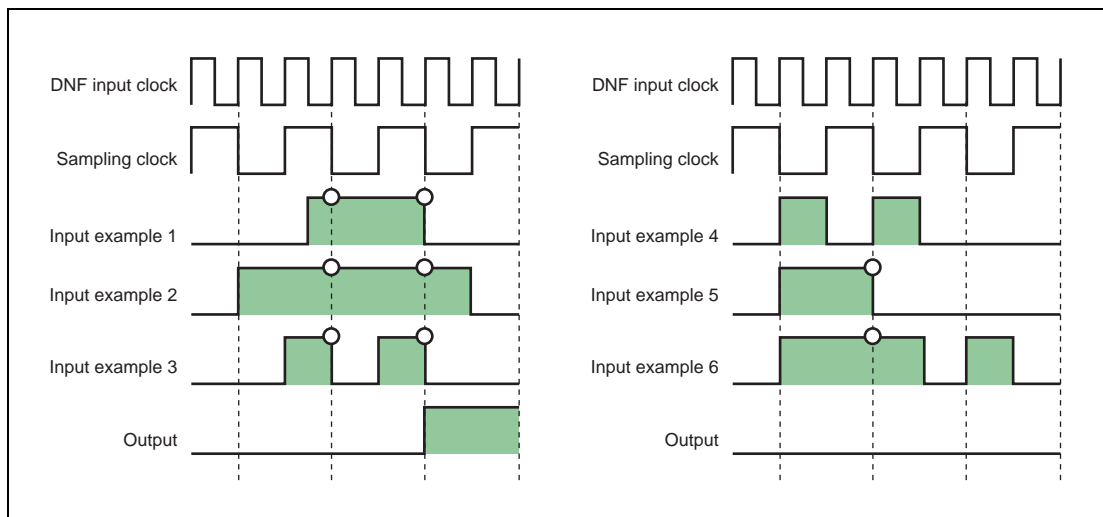 DNF input clock
Sampling clock
Input example 1
Input example 2
Input example 3
Output
DNF input clock
Sampling clock
Input example 4
Input example 5
Input example 6
Output